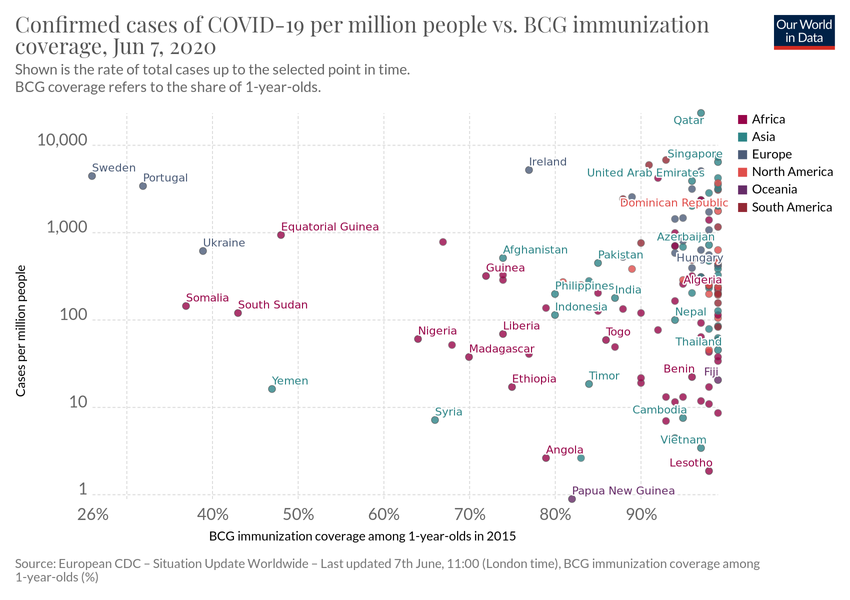 Confirmed cases of COVID-19 per million people vs. BCG immunization
coverage, Jun 7, 2020
Our World
in Data
Shown is the rate of total cases up to the selected point in time.
BCG coverage refers to the share of 1-year-olds.
Qatar
Africa
Asia
Europe
North America
Oceania
South America
10,000
Singapore
Sweden
Ireland
United Arab Emirates
Portugal
Dominican Republic
1,000
Equatorial Guinea
Azerbaijan
Ukraine
Afghanistan
Pakistan
Hungary
Guinea
Algeria
Philippines
India
Somalia
South Sudan
Indonesia
Nepal
100
Liberia
Nigeria
Togo
Thailand
Madagascar
Benin
Fiji
Yemen
Ethiopia
Timor
10
Syria
Cambodia
Vietnam
Angola
Lesotho
1
Papua New Guinea
Cases per million people
26%
40%
50%
60%
70%
80%
90%
BCG immunization coverage among 1-year-olds in 2015
Source: European CDC – Situation Update Worldwide – Last updated 7th June, 11:00 (London time), BCG immunization coverage among
1-year-olds (%)